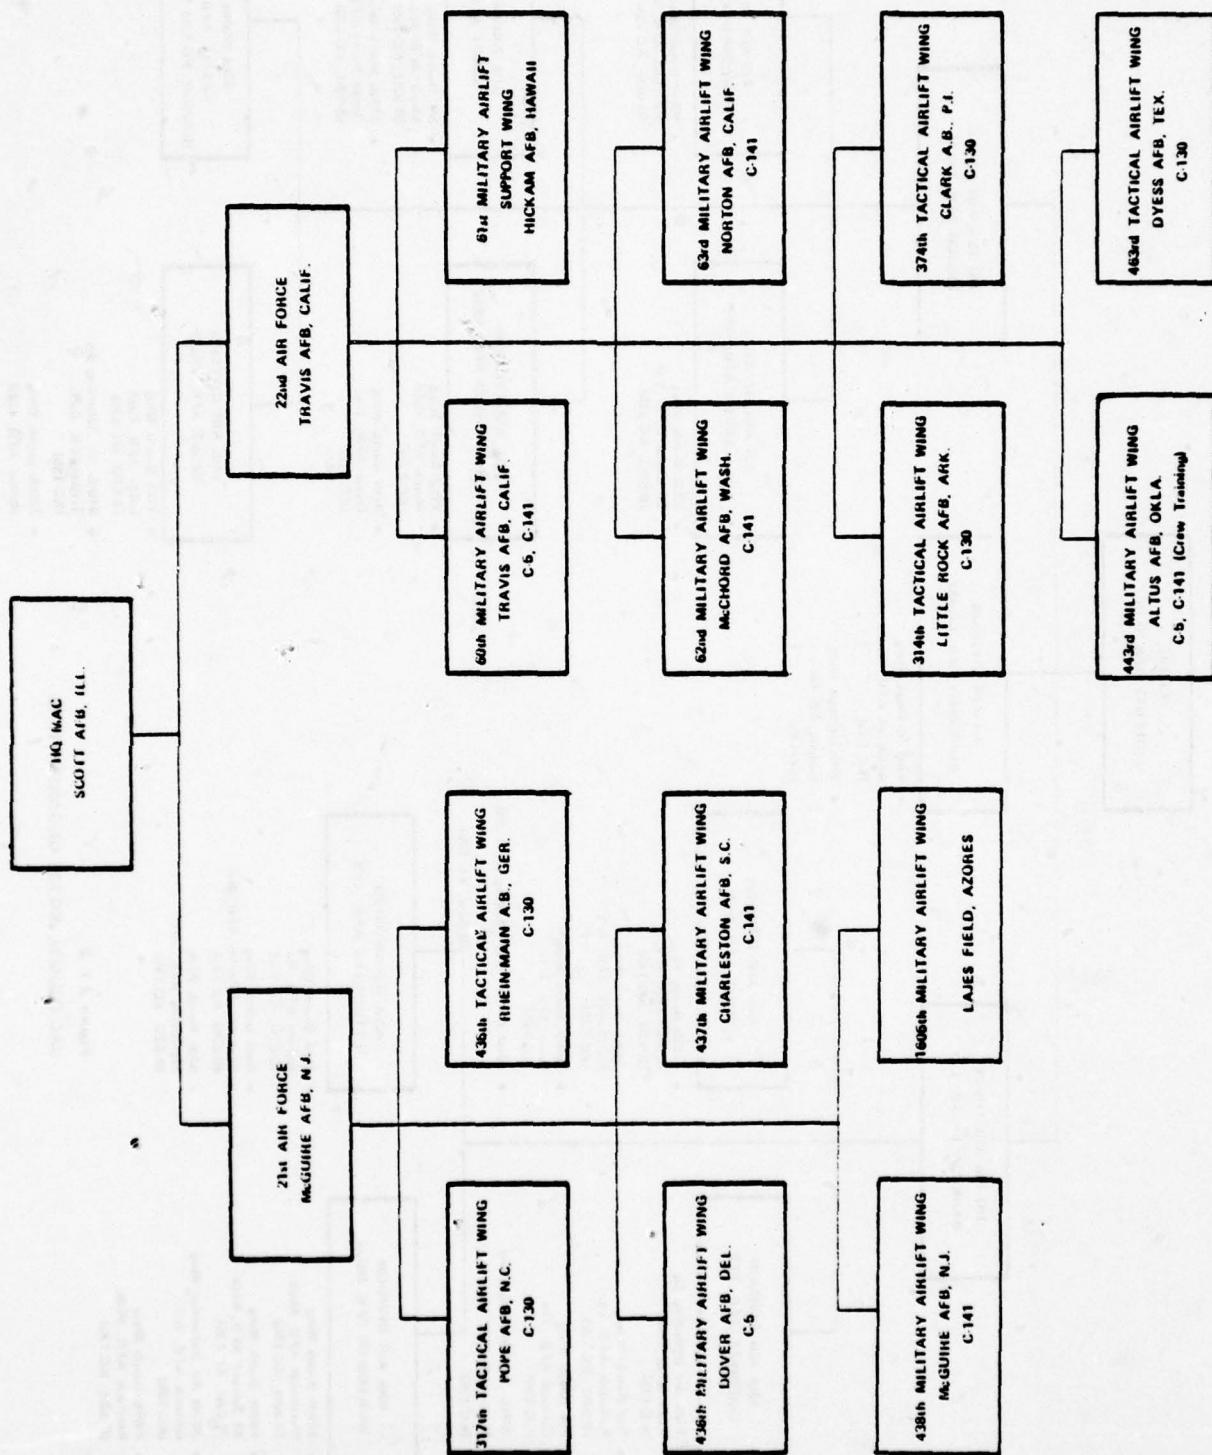 HQ MAC
SCOTT AFB, ILL.
21st AIR FORCE
McGUIRE AFB, N.J.
22nd AIR FORCE
TRAVIS AFB, CALIF.
317th TACTICAL AIRLIFT WING
POPE AFB, N.C.
C-130
435th TACTICAL AIRLIFT WING
RHEIN-MAIN A.B., GER.
C-130
60th MILITARY AIRLIFT WING
TRAVIS AFB, CALIF.
C-5, C-141
61st MILITARY AIRLIFT
SUPPORT WING
HICKAM AFB, HAWAII
436th MILITARY AIRLIFT WING
DOVER AFB, DEL.
C-5
437th MILITARY AIRLIFT WING
CHARLESTON AFB, S.C.
C-141
62nd MILITARY AIRLIFT WING
McCHORD AFB, WASH.
C-141
63rd MILITARY AIRLIFT WING
NORTON AFB, CALIF.
C-141
438th MILITARY AIRLIFT WING
McGUIRE AFB, N.J.
C-141
1605th MILITARY AIRLIFT WING
LAJES FIELD, AZORES
314th TACTICAL AIRLIFT WING
LITTLE ROCK AFB, ARK.
C-130
374th TACTICAL AIRLIFT WING
CLARK A.B., P.I.
C-130
443rd MILITARY AIRLIFT WING
ALTUS AFB, OKLA.
C-5, C-141 (Crew Training)
463rd TACTICAL AIRLIFT WING
DYESS AFB, TEX.
C-130